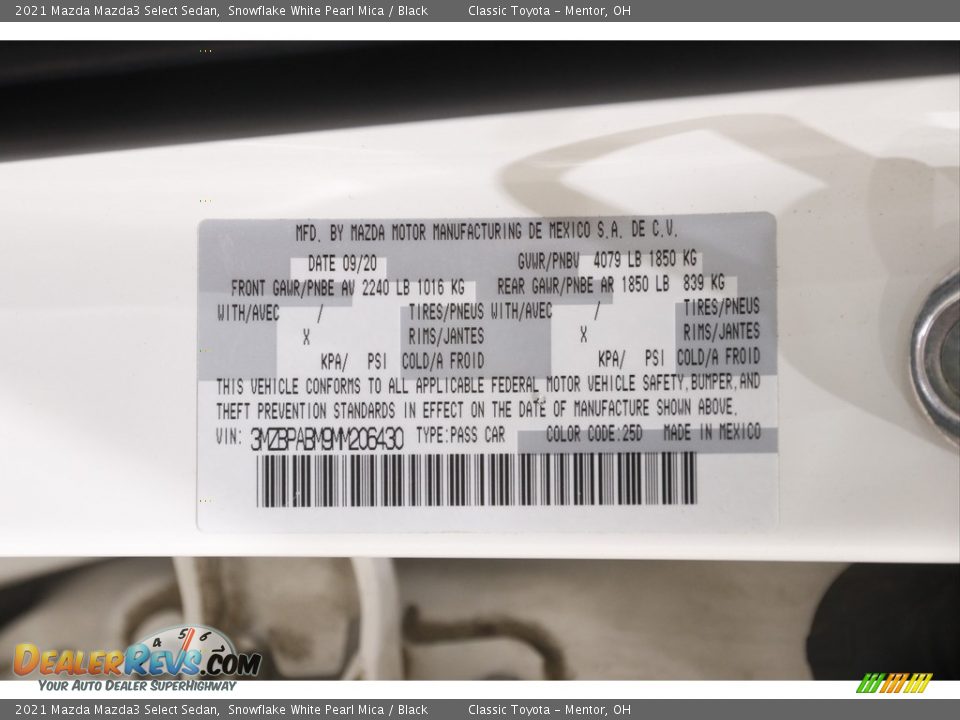 2021 Mazda Mazda3 Select Sedan, Snowflake White Pearl Mica / Black Classic Toyota - Mentor, OH
MFD. BY MAZDA MOTOR MANUFACTURING DE MEXICO S.A. DE C.V.
DATE 09/20 GVWR/PNBV 4079 LB 1850 KG
FRONT GAWR/PNBE AV 2240 LB 1016 KG REAR GAWR/PNBE AR 1850 LB 839 KG
WITH/AVEC / TIRES/PNEUS WITH/AVEC / TIRES/PNEUS
X RIMS/JANTES X RIMS/JANTES
KPA/ PSI COLD/A FROID KPA/ PSI COLD/A FROID
THIS VEHICLE CONFORMS TO ALL APPLICABLE FEDERAL MOTOR VEHICLE SAFETY,BUMPER,AND
THEFT PREVENTION STANDARDS IN EFFECT ON THE DATE OF MANUFACTURE SHOWN ABOVE.
VIN: 3MZBPABM9MM206430 TYPE:PASS CAR COLOR CODE:25D MADE IN MEXICO
4 5 6
DEALERREVS.COM
YOUR AUTO DEALER SUPERHIGHWAY
2021 Mazda Mazda3 Select Sedan, Snowflake White Pearl Mica / Black Classic Toyota - Mentor, OH